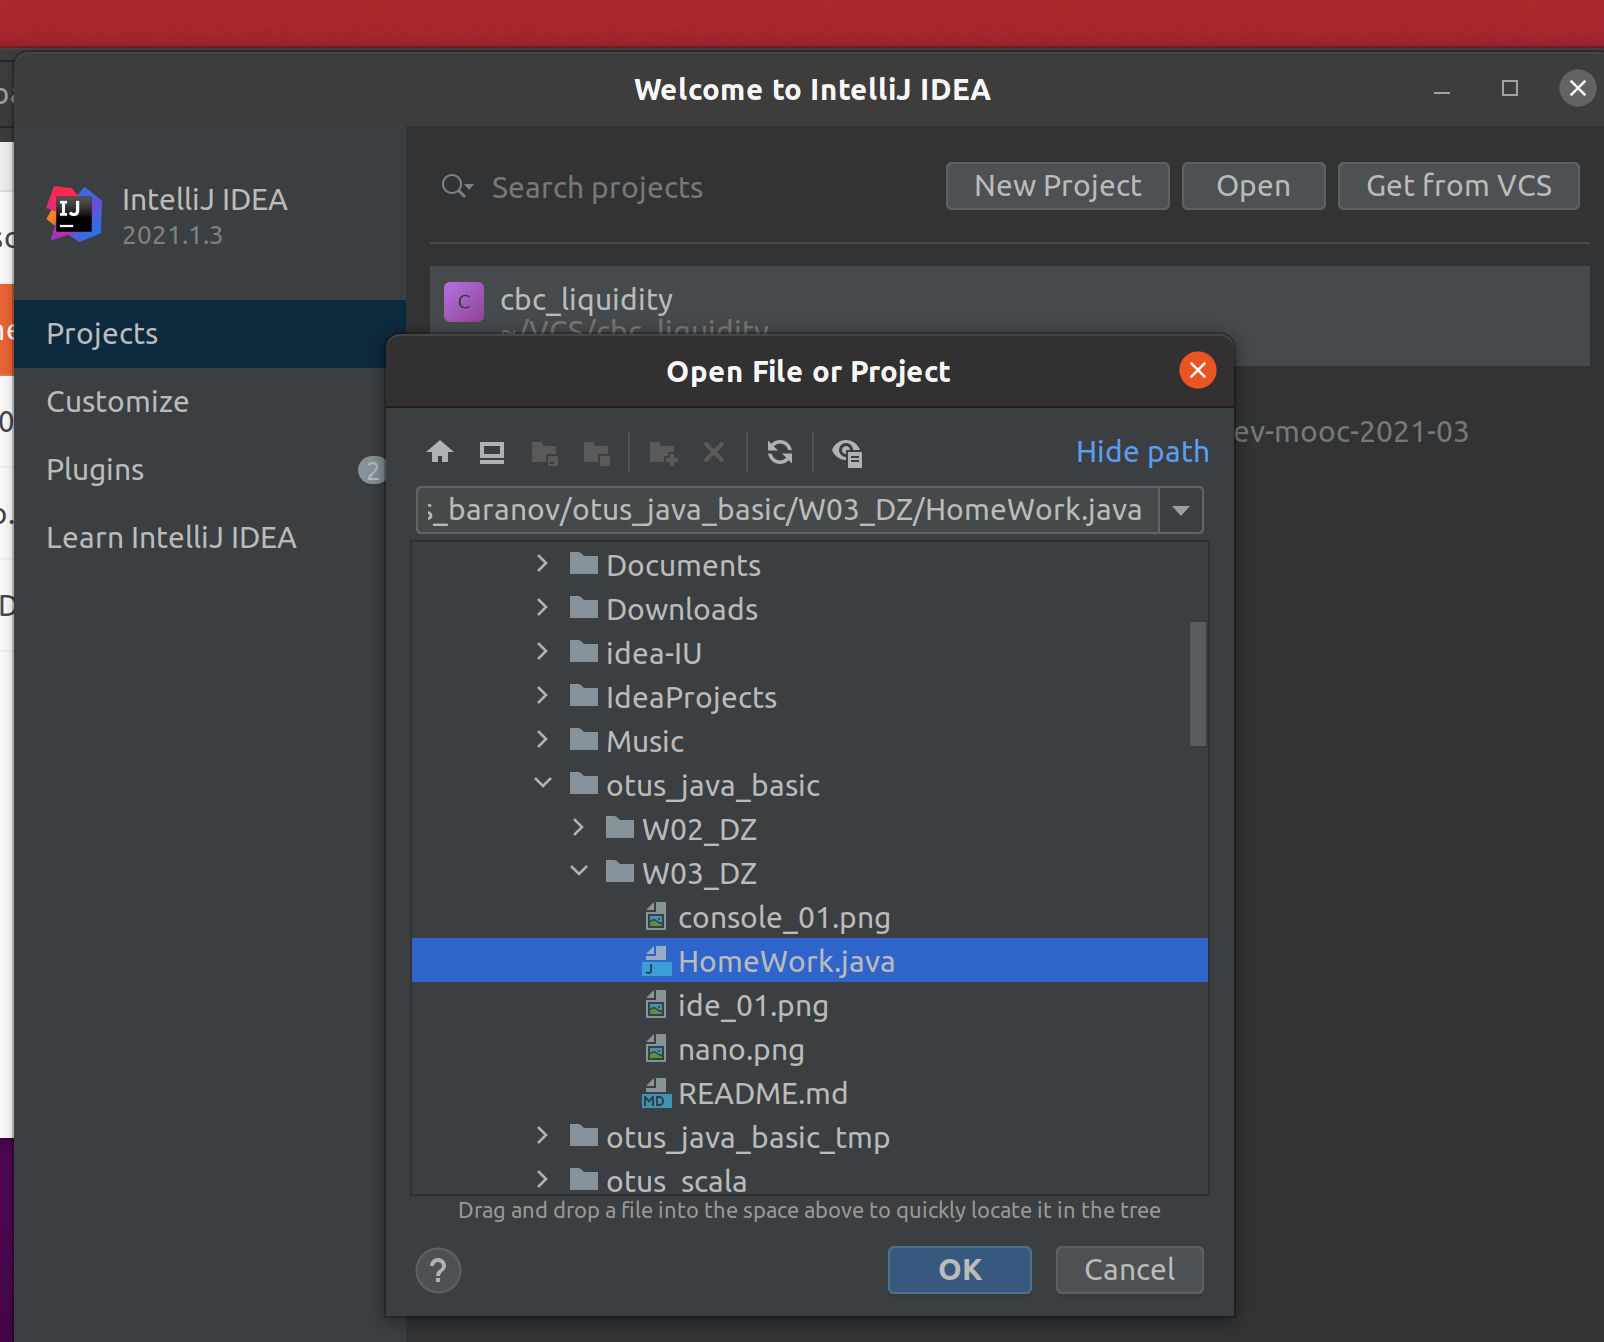 Welcome to IntelliJ IDEA
IJ
IntelliJ IDEA
2021.1.3
Search projects
New Project
Open
Get from VCS
Projects
Customize
Plugins
2
Learn IntelliJ IDEA
C
cbc_liquidity
~/VCS/cbc_liquidity
ev-mooc-2021-03
Open File or Project
Hide path
s_baranov/otus_java_basic/W03_DZ/HomeWork.java
Documents
Downloads
idea-IU
IdeaProjects
Music
otus_java_basic
W02_DZ
W03_DZ
console_01.png
J
HomeWork.java
ide_01.png
nano.png
MD
README.md
otus_java_basic_tmp
otus_scala
Drag and drop a file into the space above to quickly locate it in the tree
?
OK
Cancel